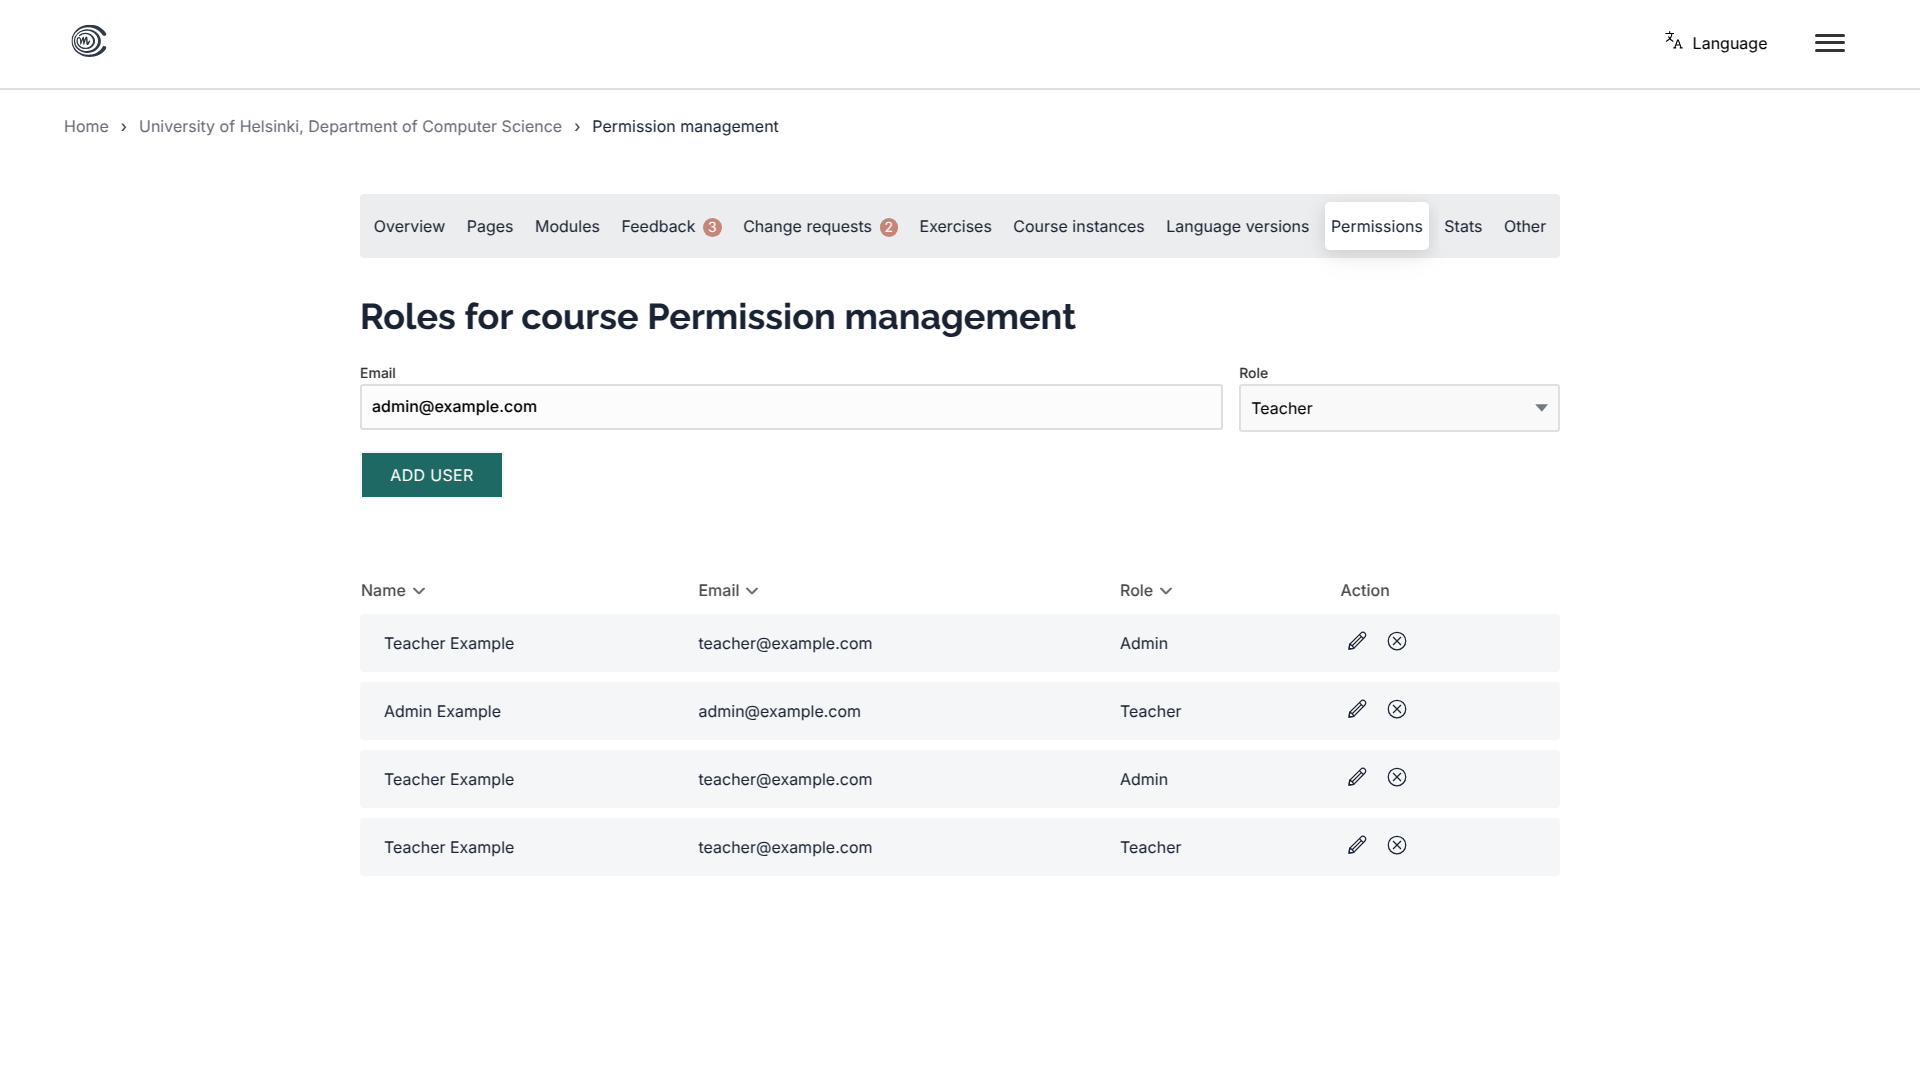 Language
Home › University of Helsinki, Department of Computer Science › Permission management
Overview Pages Modules Feedback 3 Change requests 2 Exercises Course instances Language versions Permissions Stats Other
Roles for course Permission management
Email Role
admin@example.com Teacher
ADD USER
Name Email Role Action
Teacher Example teacher@example.com Admin
Admin Example admin@example.com Teacher
Teacher Example teacher@example.com Admin
Teacher Example teacher@example.com Teacher